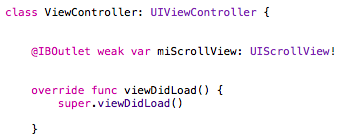 class ViewController: UIViewController {
@IBOutlet weak var miScrollView: UIScrollView!
override func viewDidLoad() {
super.viewDidLoad()
}